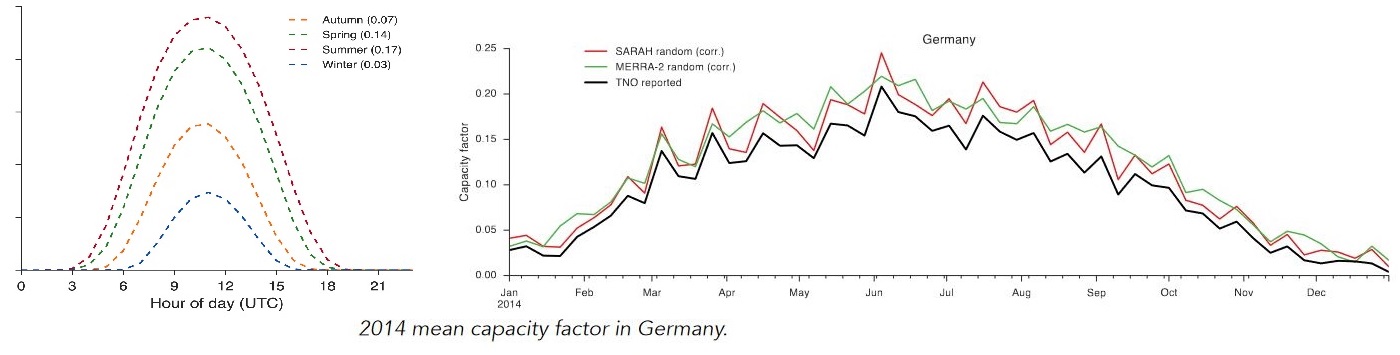 Autumn (0.07)
Spring (0.14)
Summer (0.17)
Winter (0.03)
0 3 6 9 12 15 18 21
Hour of day (UTC)
Germany
SARAH random (corr.)
MERRA-2 random (corr.)
TNO reported
Capacity factor
0.25
0.20
0.15
0.10
0.05
0.00
Jan Feb Mar Apr May Jun Jul Aug Sep Oct Nov Dec
2014
2014 mean capacity factor in Germany.